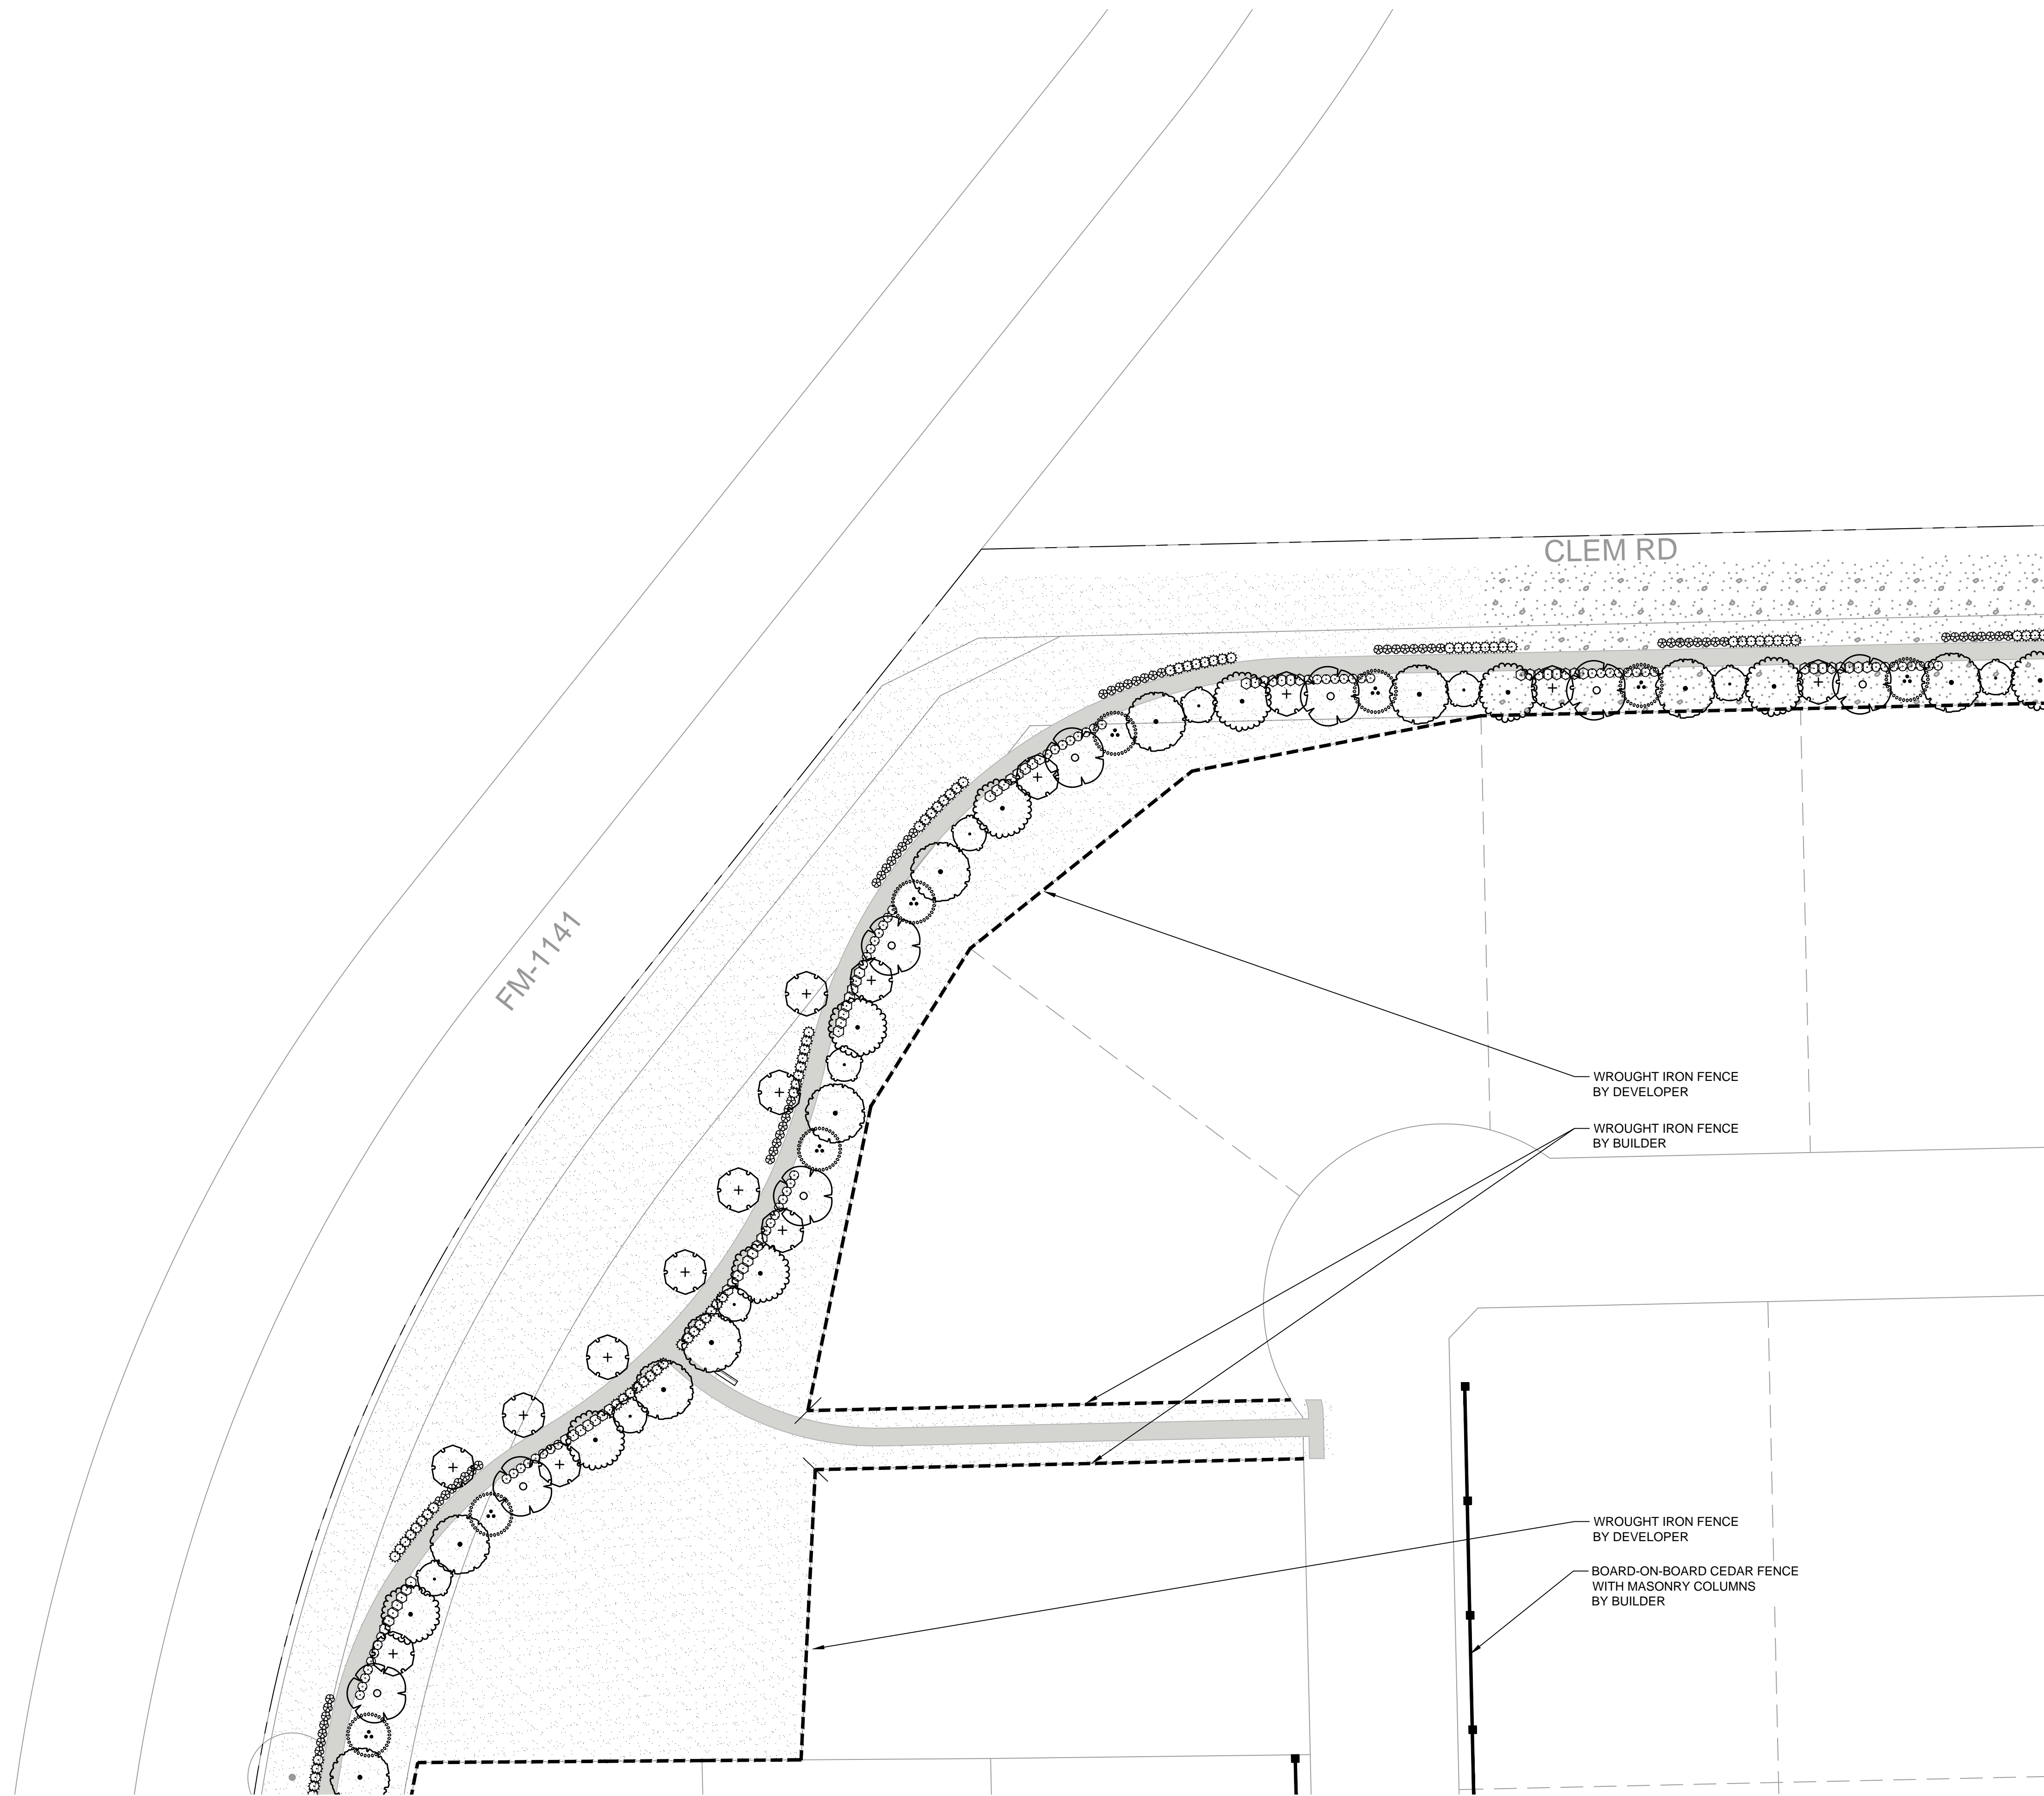 CLEM RD
FM-1141
WROUGHT IRON FENCE
BY DEVELOPER
WROUGHT IRON FENCE
BY BUILDER
WROUGHT IRON FENCE
BY DEVELOPER
BOARD-ON-BOARD CEDAR FENCE
WITH MASONRY COLUMNS
BY BUILDER